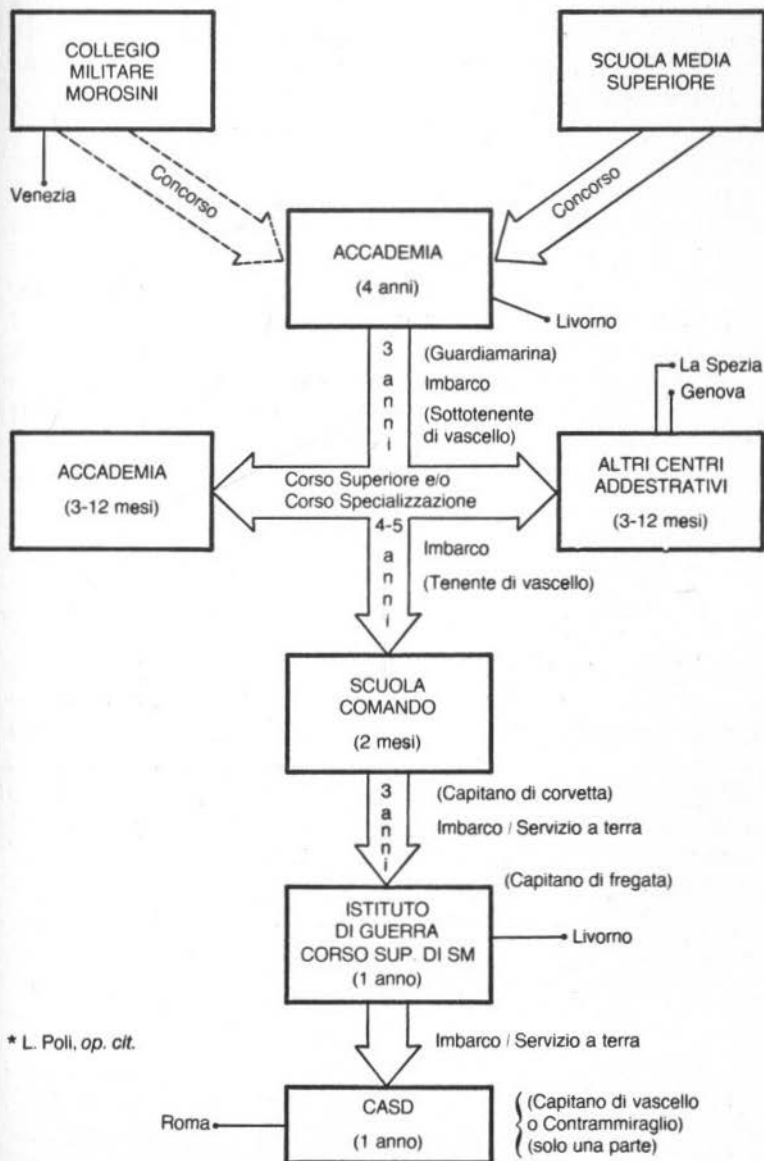 COLLEGIO
MILITARE
MOROSINI
SCUOLA MEDIA
SUPERIORE
Venezia
Concorso
Concorso
ACCADEMIA
(4 anni)
Livorno
3
anni
(Guardiamarina)
Imbarco
(Sottotenente
di vascello)
La Spezia
Genova
ACCADEMIA
(3-12 mesi)
Corso Superiore e/o
Corso Specializzazione
ALTRI CENTRI
ADDESTRATIVI
(3-12 mesi)
4-5
anni
Imbarco
(Tenente di vascello)
SCUOLA
COMANDO
(2 mesi)
3
anni
(Capitano di corvetta)
Imbarco / Servizio a terra
(Capitano di fregata)
ISTITUTO
DI GUERRA
CORSO SUP. DI SM
(1 anno)
Livorno
* L. Poli, op. cit.
Imbarco / Servizio a terra
Roma
CASD
(1 anno)
(Capitano di vascello
o Contrammiraglio)
(solo una parte)